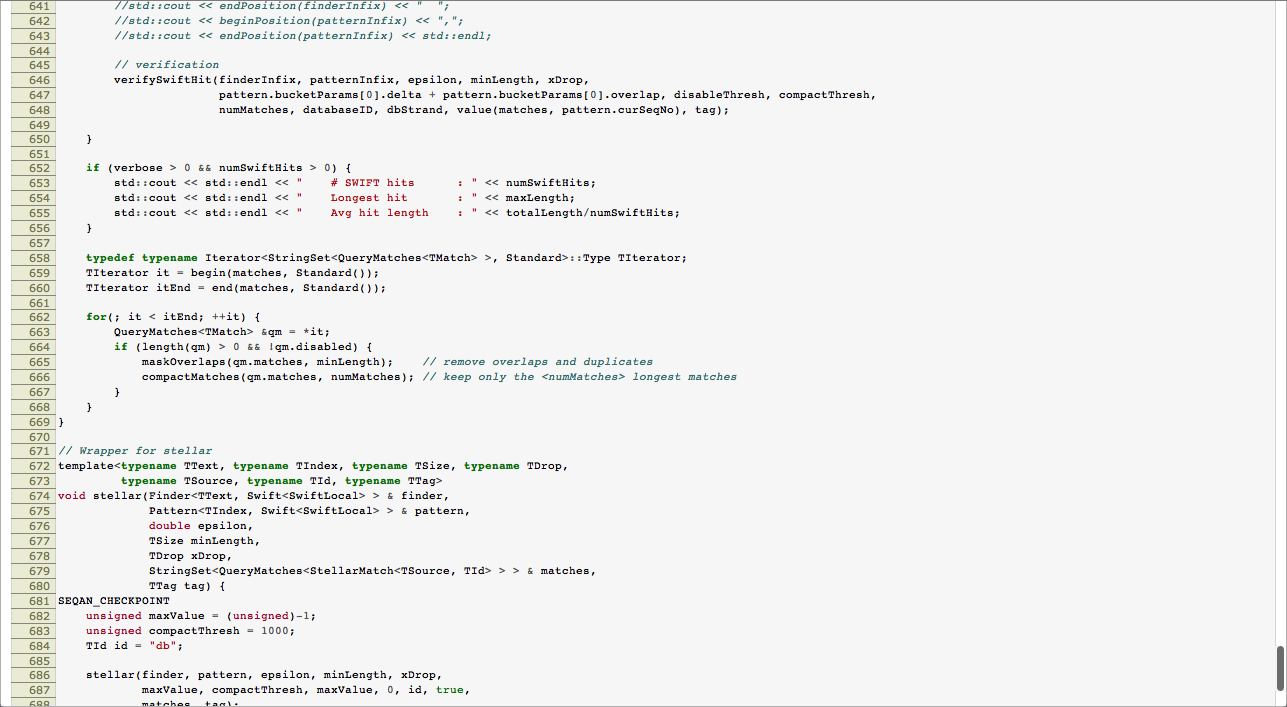 641 //std::cout << endPosition(finderInfix) << "  ";
642 //std::cout << beginPosition(patternInfix) << ",";
643 //std::cout << endPosition(patternInfix) << std::endl;
644
645 // verification
646 verifySwiftHit(finderInfix, patternInfix, epsilon, minLength, xDrop,
647 pattern.bucketParams[0].delta + pattern.bucketParams[0].overlap, disableThresh, compactThresh,
648 numMatches, databaseID, dbStrand, value(matches, pattern.curSeqNo), tag);
649
650 }
651
652 if (verbose > 0 && numSwiftHits > 0) {
653 std::cout << std::endl << "    # SWIFT hits      : " << numSwiftHits;
654 std::cout << std::endl << "    Longest hit       : " << maxLength;
655 std::cout << std::endl << "    Avg hit length    : " << totalLength/numSwiftHits;
656 }
657
658 typedef typename Iterator<StringSet<QueryMatches<TMatch> >, Standard>::Type TIterator;
659 TIterator it = begin(matches, Standard());
660 TIterator itEnd = end(matches, Standard());
661
662 for(; it < itEnd; ++it) {
663 QueryMatches<TMatch> &qm = *it;
664 if (length(qm) > 0 && !qm.disabled) {
665 maskOverlaps(qm.matches, minLength);    // remove overlaps and duplicates
666 compactMatches(qm.matches, numMatches); // keep only the <numMatches> longest matches
667 }
668 }
669 }
670
671 // Wrapper for stellar
672 template<typename TText, typename TIndex, typename TSize, typename TDrop,
673 typename TSource, typename TId, typename TTag>
674 void stellar(Finder<TText, Swift<SwiftLocal> > & finder,
675 Pattern<TIndex, Swift<SwiftLocal> > & pattern,
676 double epsilon,
677 TSize minLength,
678 TDrop xDrop,
679 StringSet<QueryMatches<StellarMatch<TSource, TId> > > & matches,
680 TTag tag) {
681 SEQAN_CHECKPOINT
682 unsigned maxValue = (unsigned)-1;
683 unsigned compactThresh = 1000;
684 TId id = "db";
685
686 stellar(finder, pattern, epsilon, minLength, xDrop,
687 maxValue, compactThresh, maxValue, 0, id, true,
688 matches, tag);